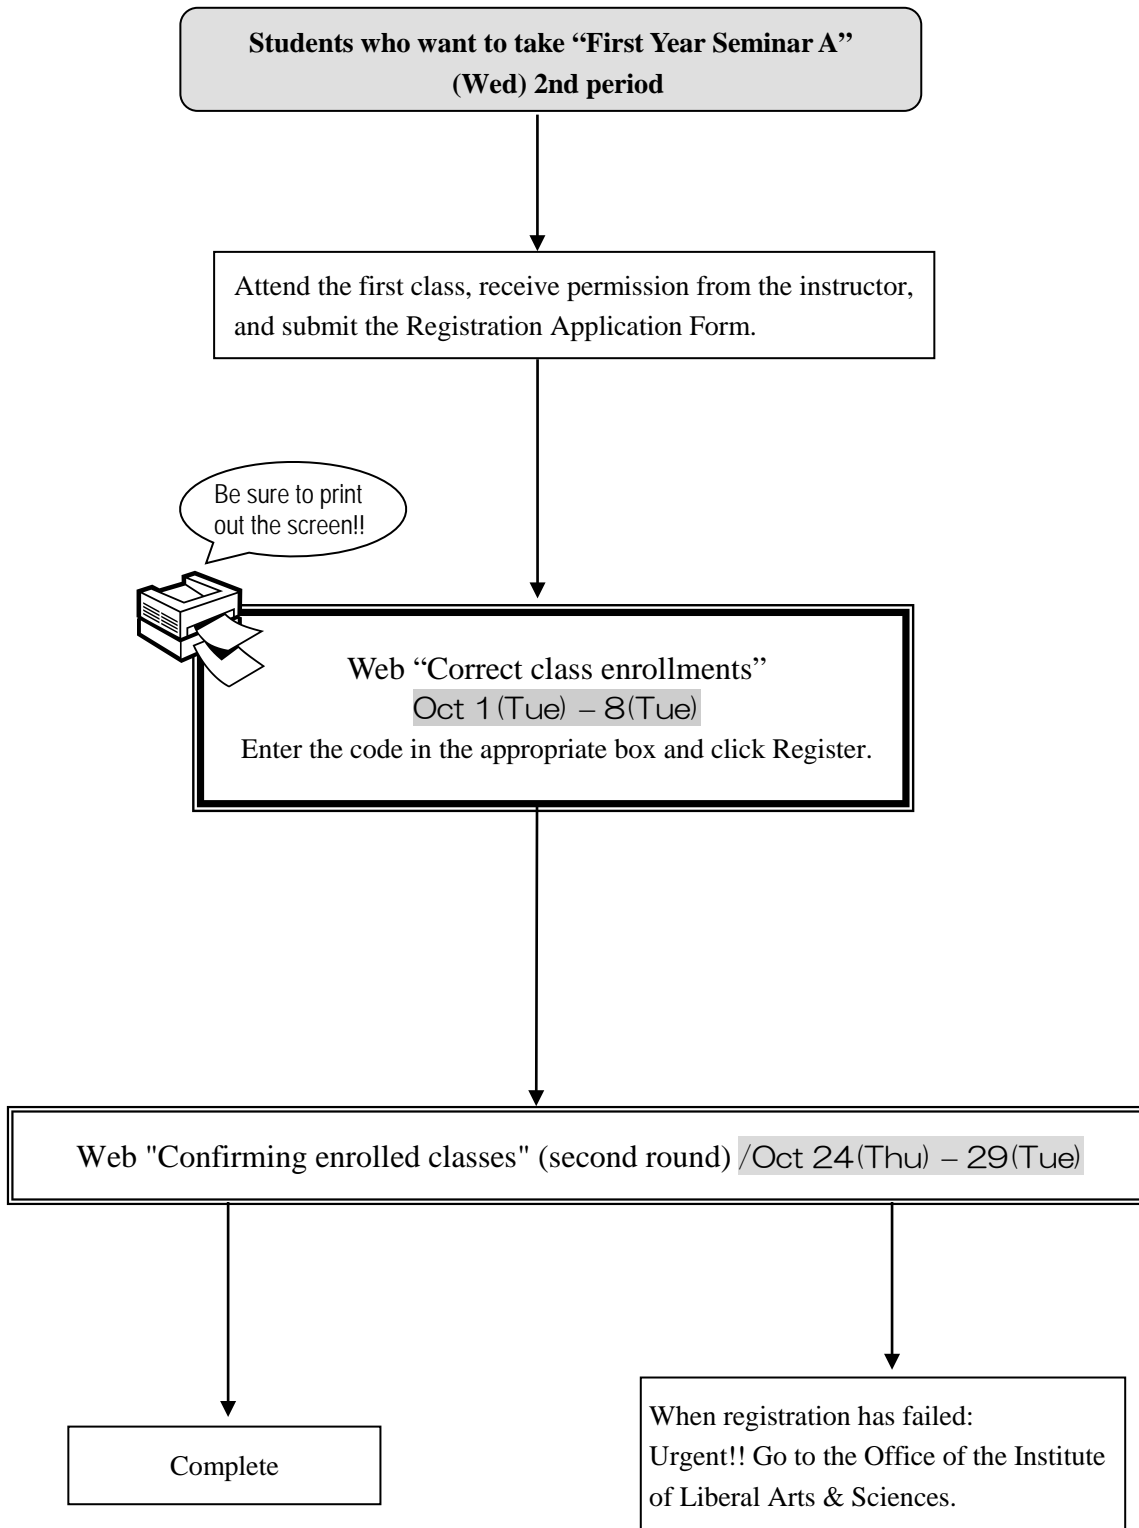 Students who want to take “First Year Seminar A”
(Wed) 2nd period
Attend the first class, receive permission from the instructor,
and submit the Registration Application Form.
Be sure to print
out the screen!!
Web “Correct class enrollments”
Oct 1(Tue) – 8(Tue)
Enter the code in the appropriate box and click Register.
Web "Confirming enrolled classes" (second round) /Oct 24(Thu) – 29(Tue)
Complete
When registration has failed:
Urgent!! Go to the Office of the Institute
of Liberal Arts & Sciences.